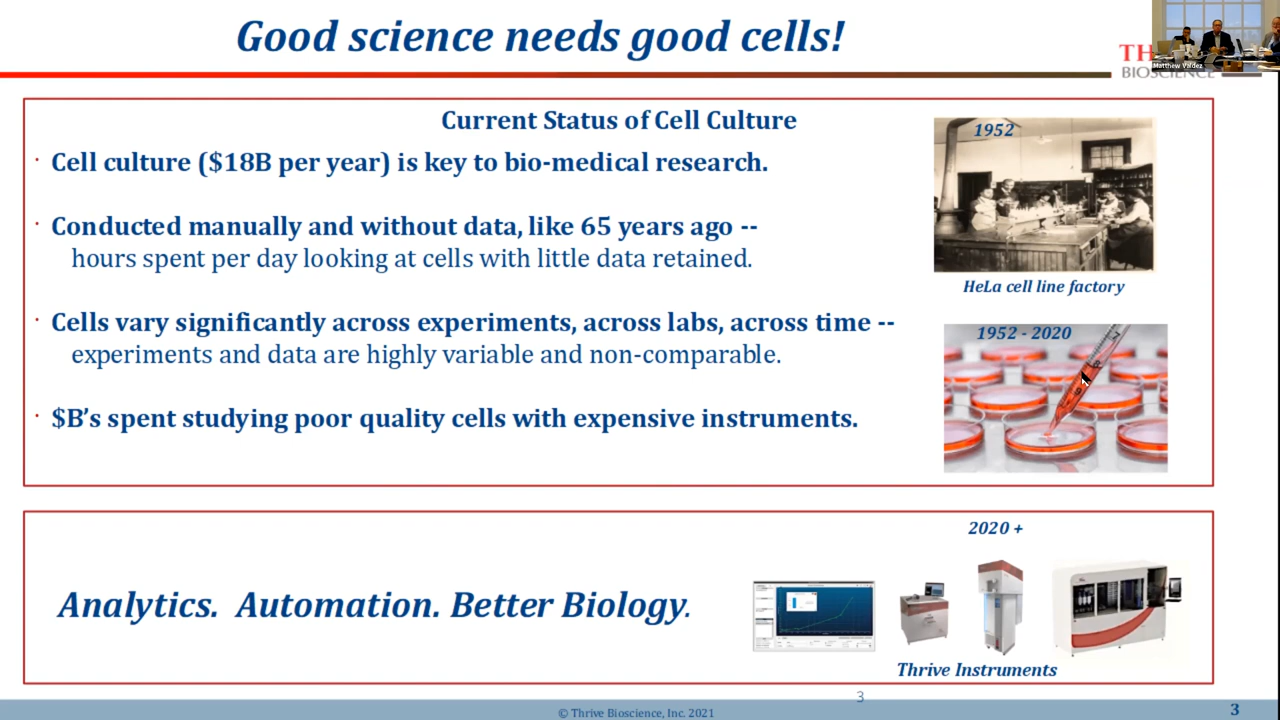 Good science needs good cells!
TH
BIOSCIENCE
Matthew Valdez
Current Status of Cell Culture
1952
· Cell culture ($18B per year) is key to bio-medical research.
· Conducted manually and without data, like 65 years ago --
hours spent per day looking at cells with little data retained.
HeLa cell line factory
· Cells vary significantly across experiments, across labs, across time --
experiments and data are highly variable and non-comparable.
1952 - 2020
· $B’s spent studying poor quality cells with expensive instruments.
2020 +
Analytics. Automation. Better Biology.
Thrive Instruments
3
© Thrive Bioscience, Inc. 2021
3